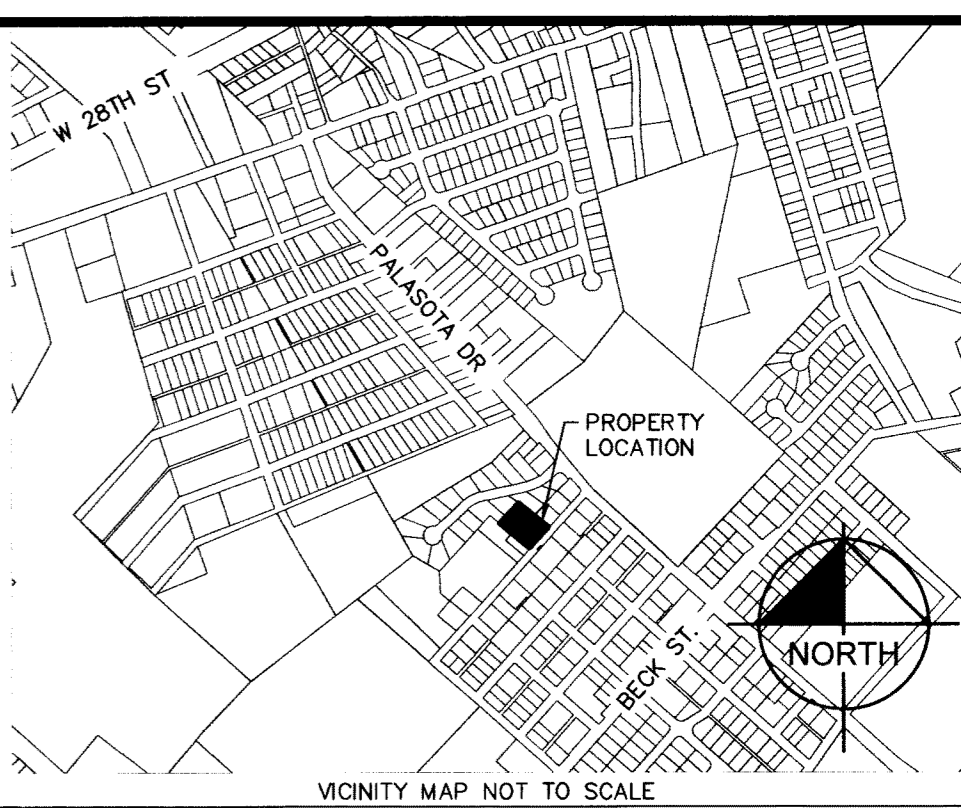 W 28TH ST
PALASOTA DR
PROPERTY
LOCATION
BECK ST.
NORTH
VICINITY MAP NOT TO SCALE